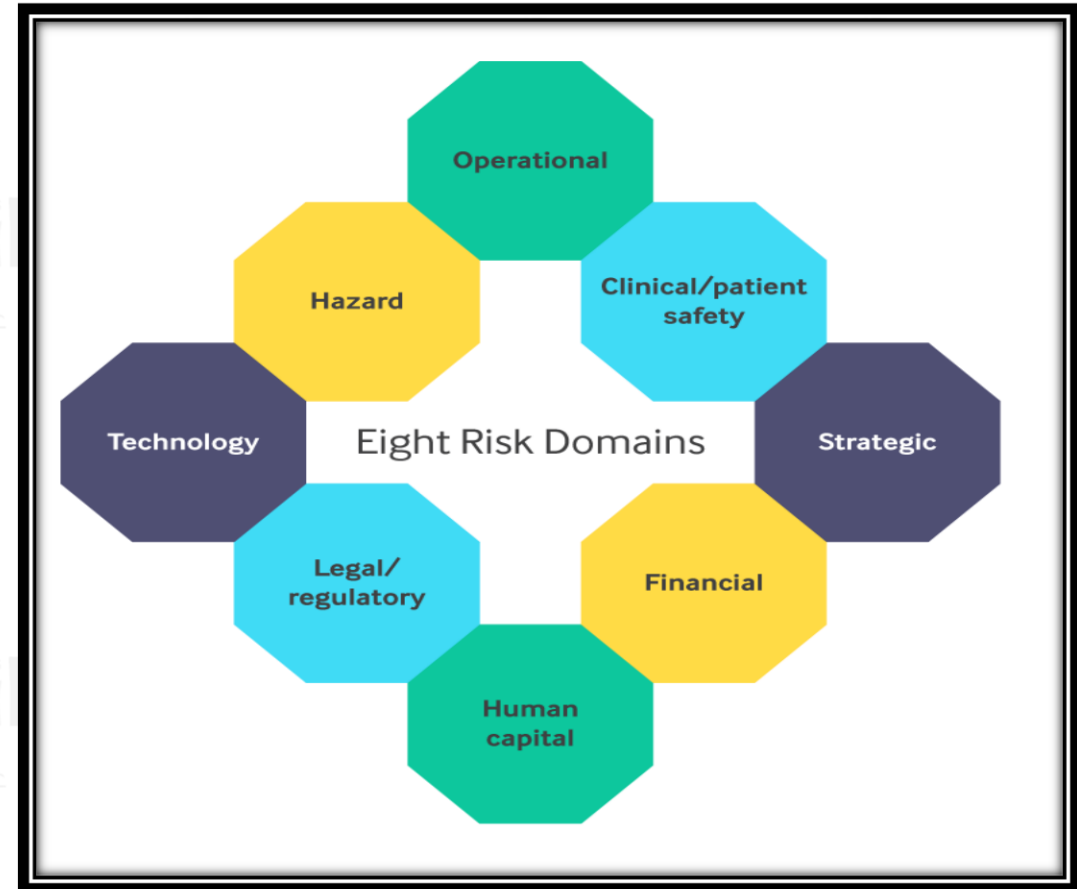 Operational
Hazard
Clinical/patient
safety
Technology
Eight Risk Domains
Strategic
Legal/
regulatory
Financial
Human
capital